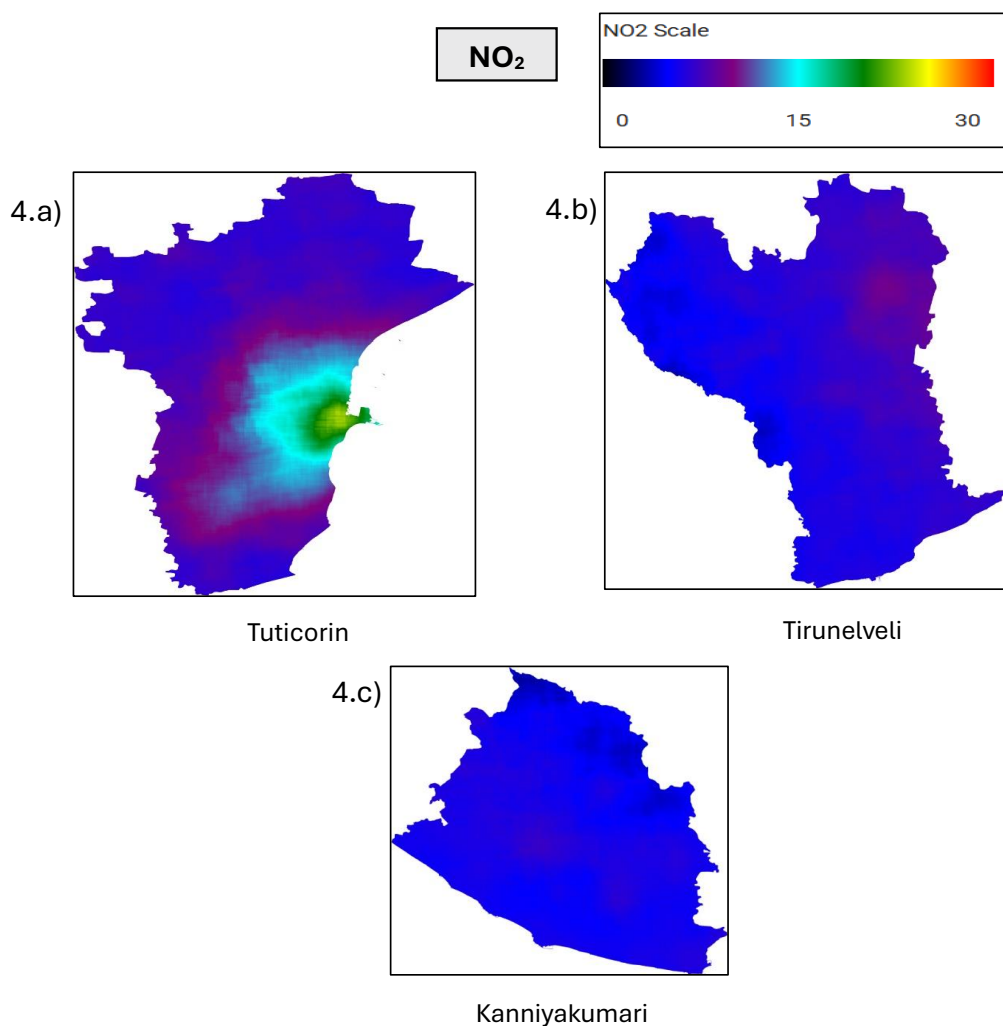 NO₂
NO2 Scale
0 15 30
4.a)
4.b)
Tuticorin
Tirunelveli
4.c)
Kanniyakumari